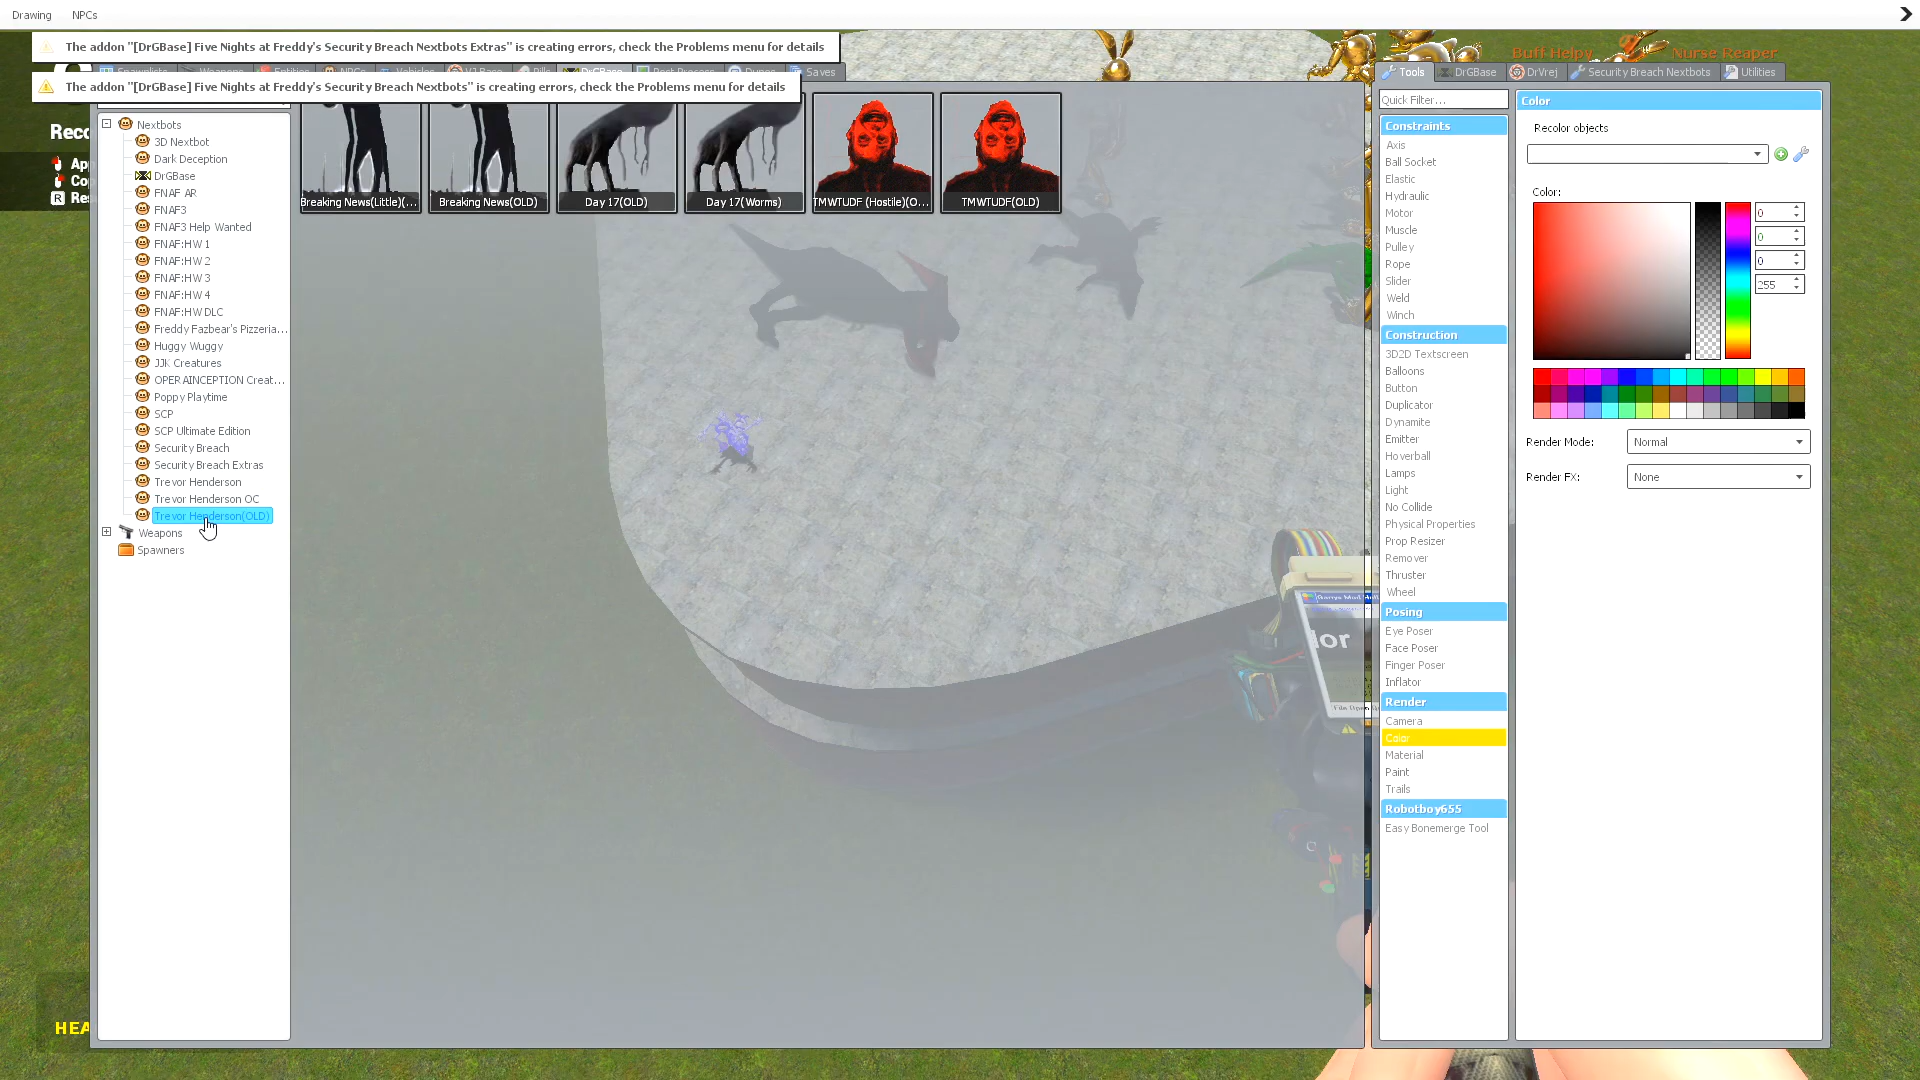 Drawing NPCs
The addon "[DrGBase] Five Nights at Freddy's Security Breach Nextbots Extras" is creating errors, check the Problems menu for details
The addon "[DrGBase] Five Nights at Freddy's Security Breach Nextbots" is creating errors, check the Problems menu for details
Saves
Buff Helpy
Nurse Reaper
Tools DrGBase DrVrej Security Breach Nextbots Utilities
Reco
App
Cop
R Res
Nextbots
3D Nextbot
Dark Deception
DrGBase
FNAF AR
FNAF3
FNAF3 Help Wanted
FNAF:HW 1
FNAF:HW 2
FNAF:HW 3
FNAF:HW 4
FNAF:HW DLC
Freddy Fazbear's Pizzeria...
Huggy Wuggy
JJK Creatures
OPERAINCEPTION Creat...
Poppy Playtime
SCP
SCP Ultimate Edition
Security Breach
Security Breach Extras
Trevor Henderson
Trevor Henderson OC
Trevor Henderson(OLD)
Weapons
Spawners
Breaking News(Little)(...
Breaking News(OLD)
Day 17(OLD)
Day 17(Worms)
TMWTUDF (Hostile)(O...
TMWTUDF(OLD)
lor
HEA
Quick Filter...
Constraints
Axis
Ball Socket
Elastic
Hydraulic
Motor
Muscle
Pulley
Rope
Slider
Weld
Winch
Construction
3D2D Textscreen
Balloons
Button
Duplicator
Dynamite
Emitter
Hoverball
Lamps
Light
No Collide
Physical Properties
Prop Resizer
Remover
Thruster
Wheel
Posing
Eye Poser
Face Poser
Finger Poser
Inflator
Render
Camera
Color
Material
Paint
Trails
Robotboy655
Easy Bonemerge Tool
Color
Recolor objects
Color:
0
0
0
255
Render Mode: Normal
Render FX: None